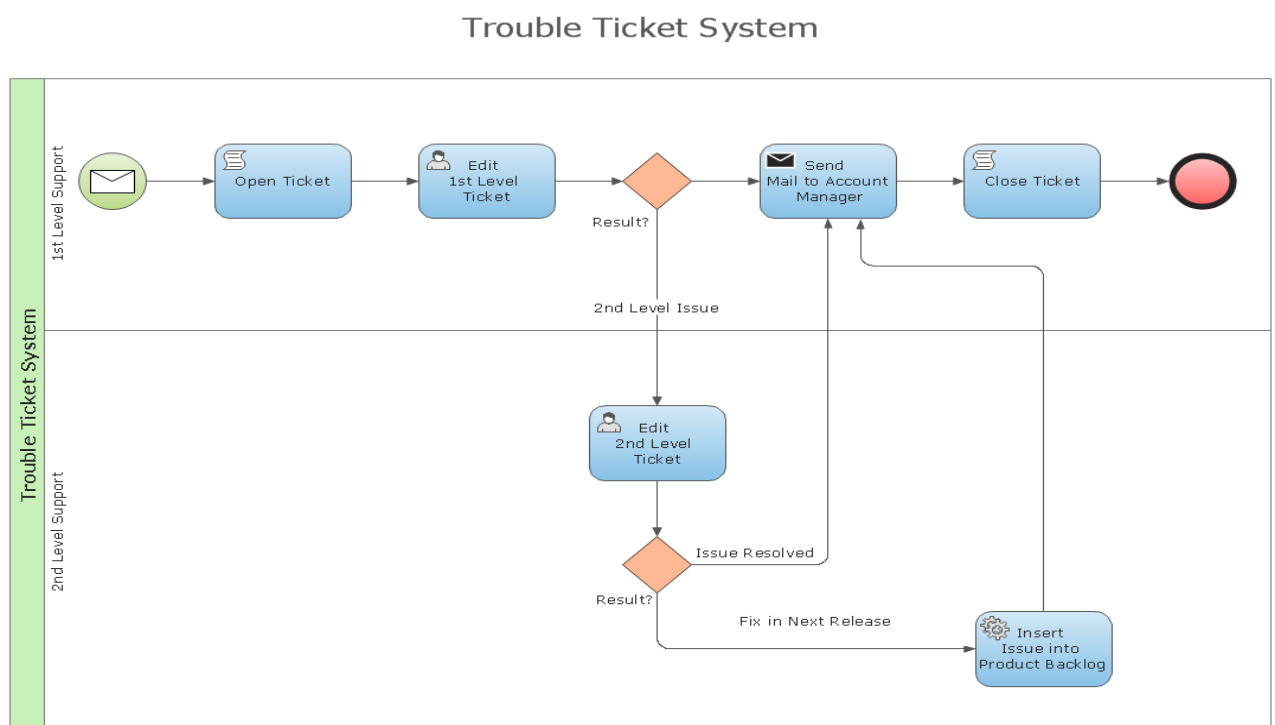 Trouble Ticket System
Trouble Ticket System
1st Level Support
Open Ticket
Edit
1st Level
Ticket
Result?
Send
Mail to Account
Manager
Close Ticket
2nd Level Issue
2nd Level Support
Edit
2nd Level
Ticket
Issue Resolved
Result?
Fix in Next Release
Insert
Issue into
Product Backlog